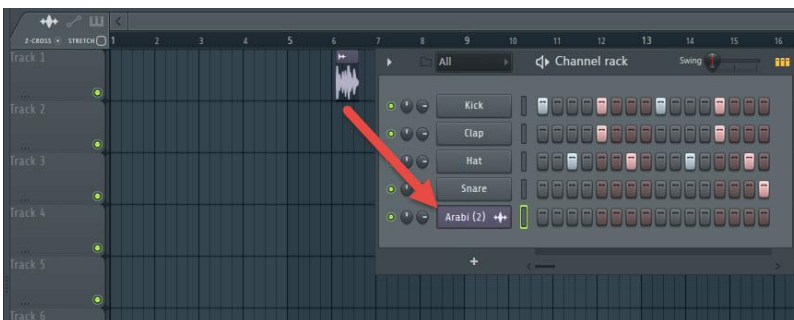 Z-CROSS STRETCH
1 2 3 4 5 6 7 8 9 10 11 12 13 14 15 16
Track 1
...
All
Channel rack
Swing
Kick
Track 2
...
Clap
Track 3
...
Hat
Snare
Track 4
...
Arabi (2)
Track 5
...
+
Track 6